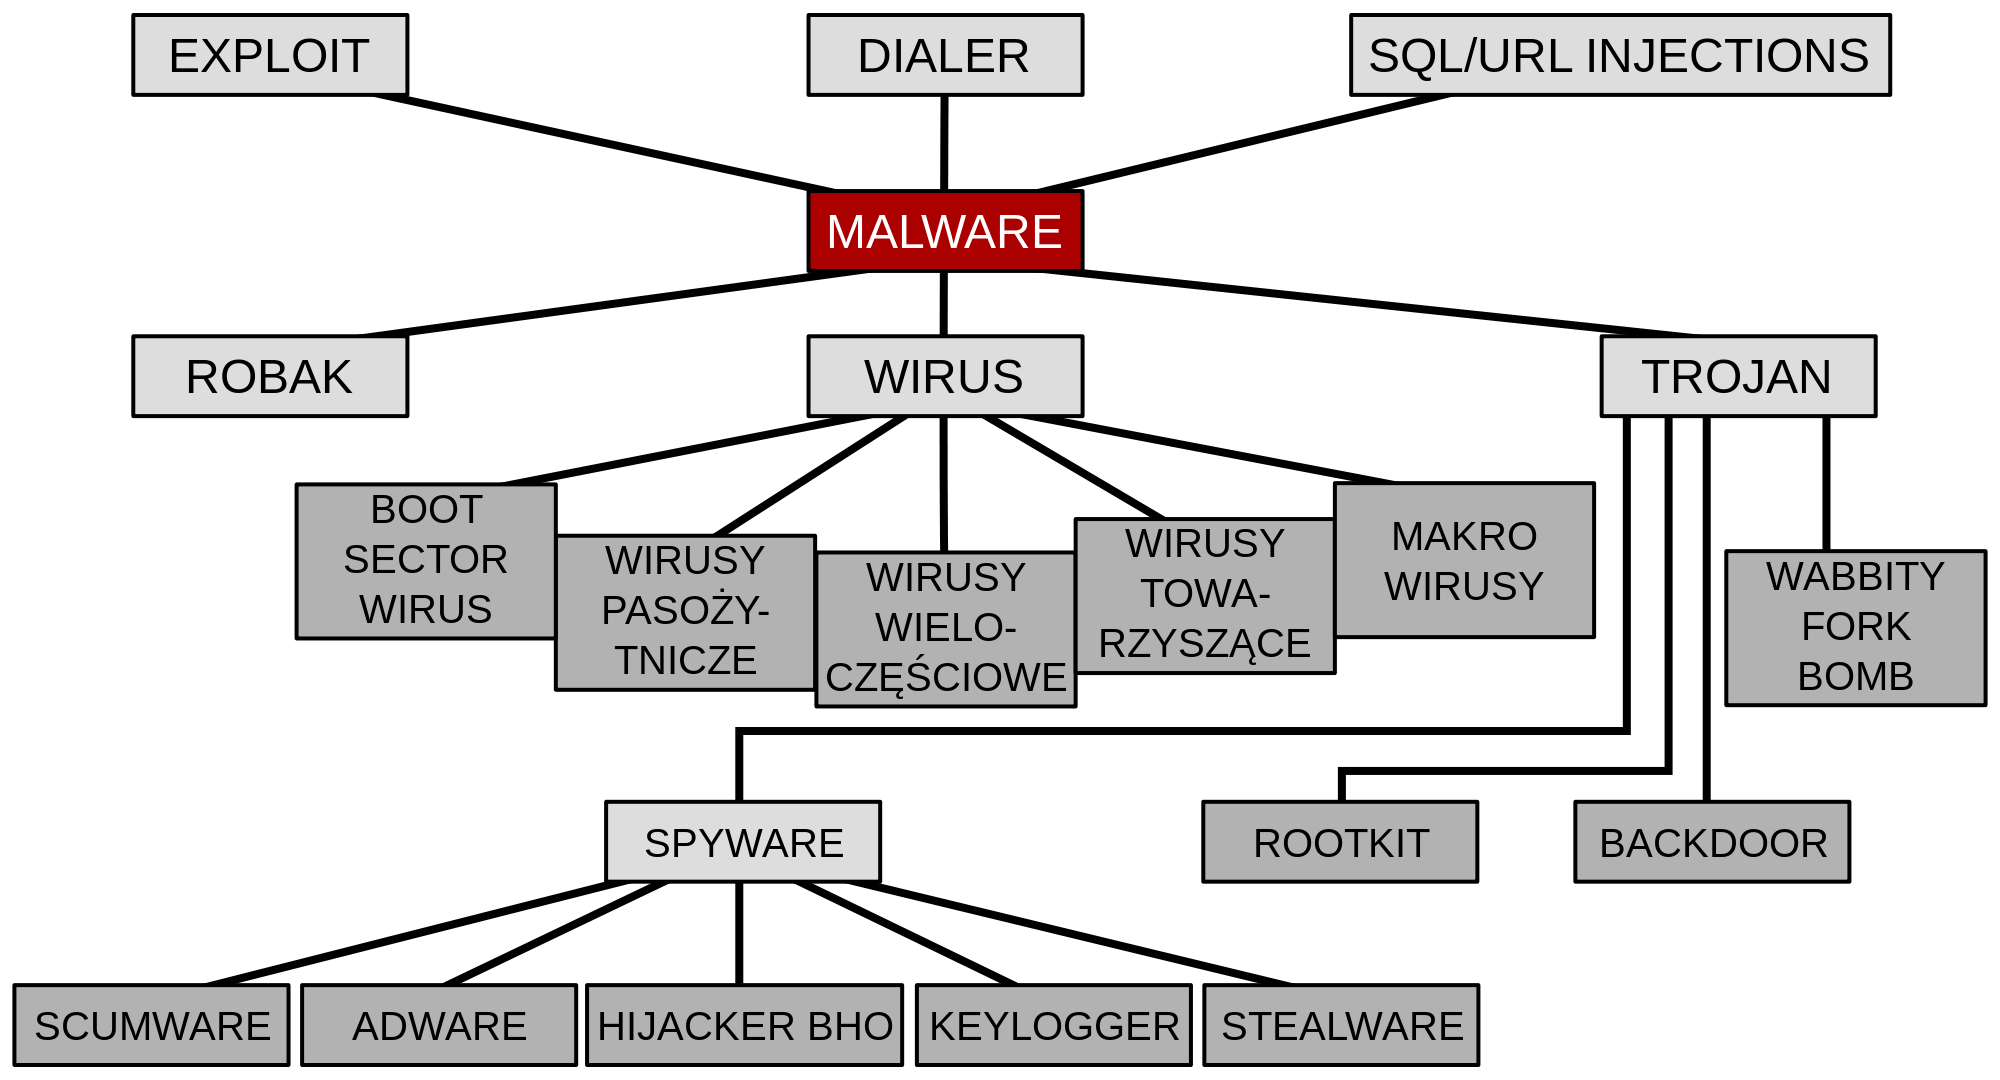 EXPLOIT
DIALER
SQL/URL INJECTIONS
MALWARE
ROBAK
WIRUS
TROJAN
BOOT
SECTOR
WIRUS
WIRUSY
PASOŻY-
TNICZE
WIRUSY
WIELO-
CZĘŚCIOWE
WIRUSY
TOWA-
RZYSZĄCE
MAKRO
WIRUSY
WABBITY
FORK
BOMB
SPYWARE
ROOTKIT
BACKDOOR
SCUMWARE
ADWARE
HIJACKER BHO
KEYLOGGER
STEALWARE